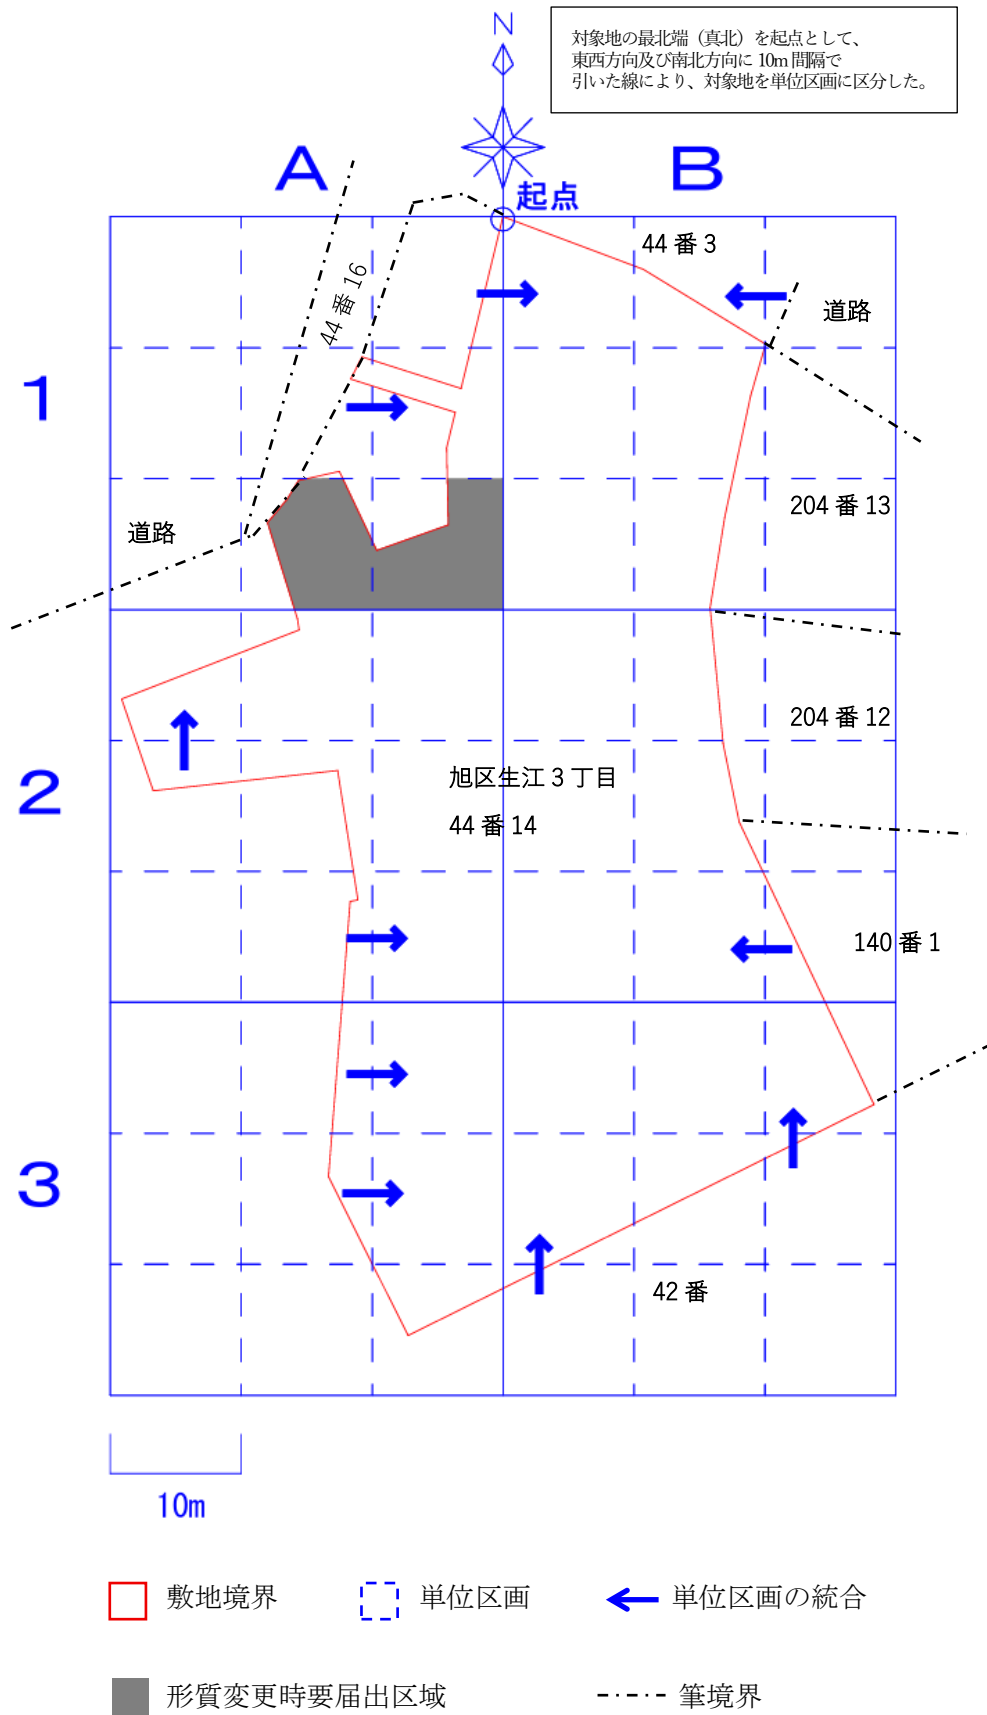 N
対象地の最北端（真北）を起点として、
東西方向及び南北方向に 10m 間隔で
引いた線により、対象地を単位区画に区分した。
A
B
起点
44 番 3
44 番 16
道路
1
204 番 13
道路
204 番 12
2
旭区生江 3 丁目
44 番 14
140 番 1
3
42 番
10m
敷地境界
単位区画
単位区画の統合
形質変更時要届出区域
筆境界